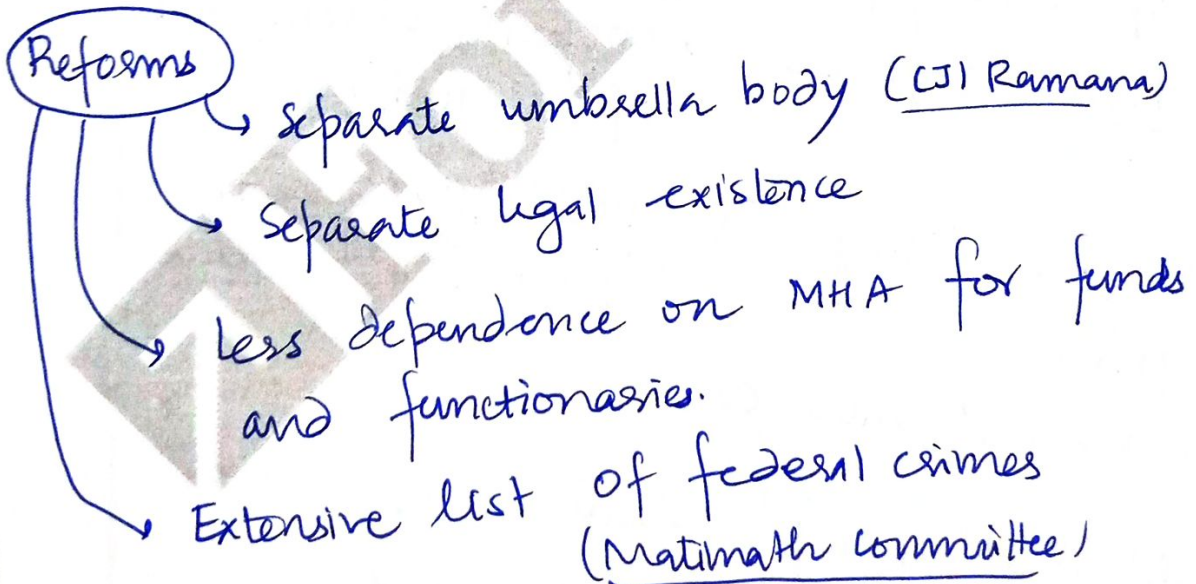 Reforms
Separate umbrella body (CJI Ramana)
Separate legal existence
Less dependence on MHA for funds
and functionaries.
Extensive list of federal crimes
(Matimath committee)